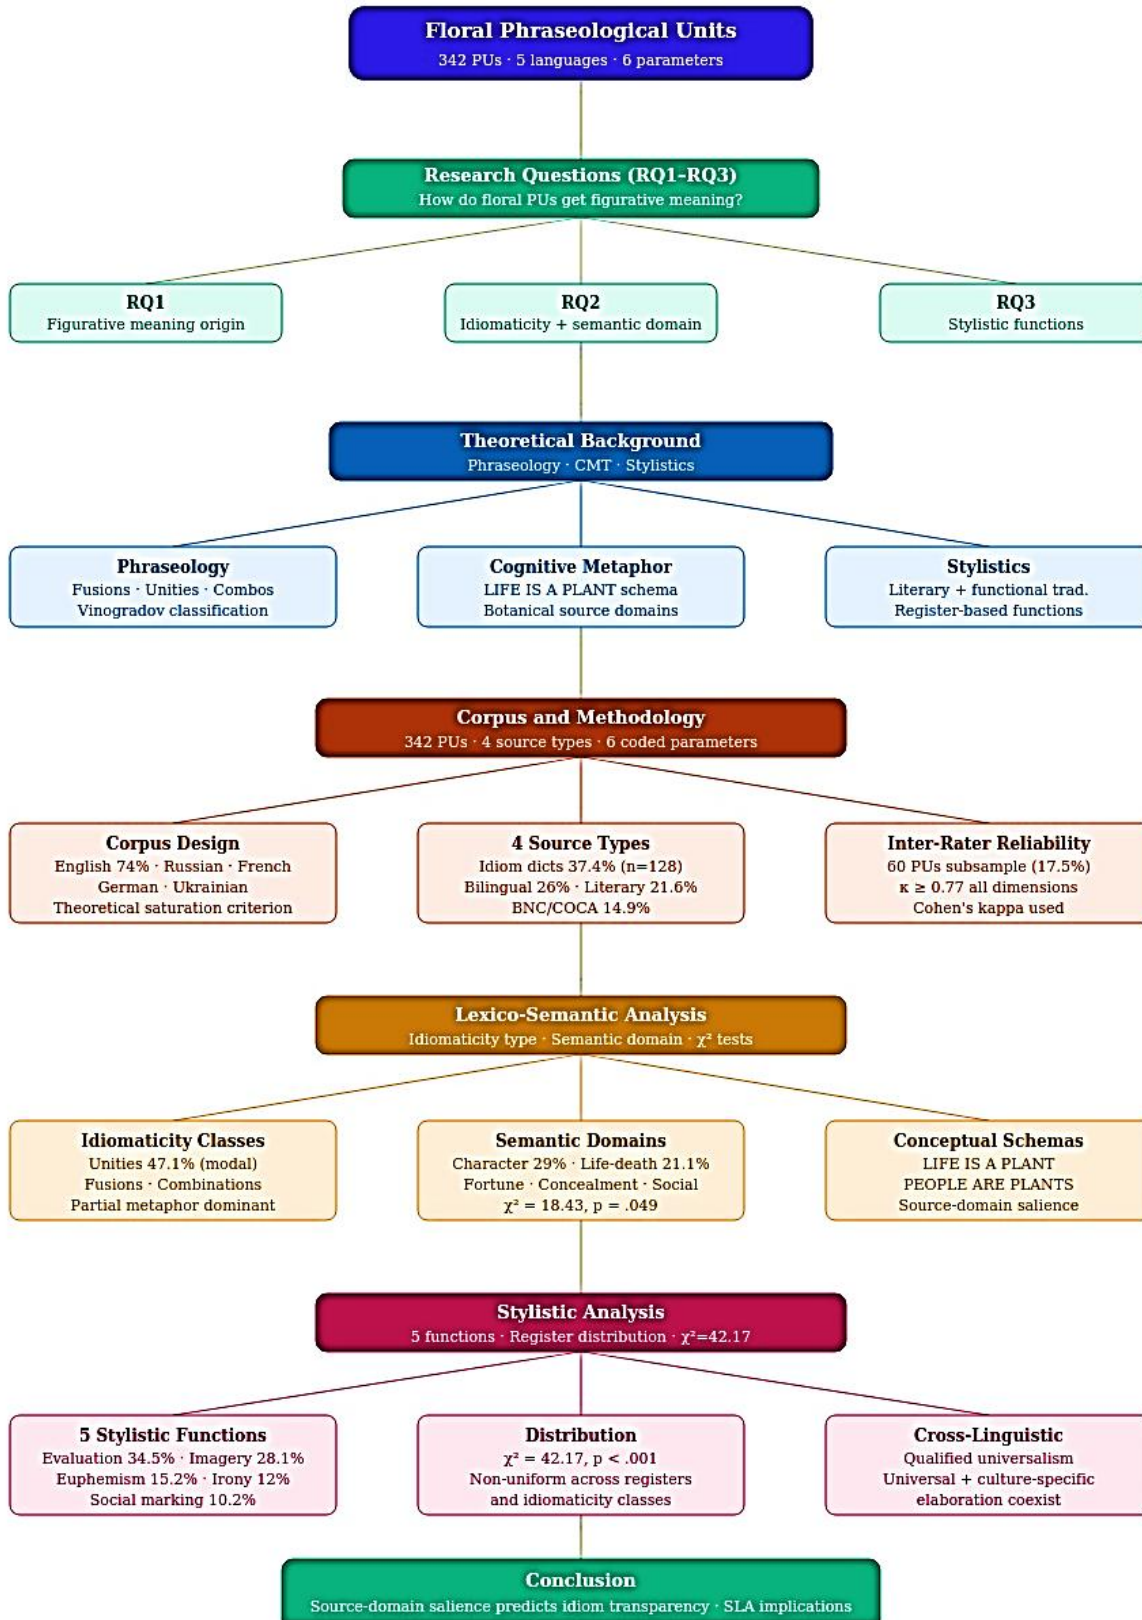 Floral Phraseological Units
342 PUs · 5 languages · 6 parameters
Research Questions (RQ1–RQ3)
How do floral PUs get figurative meaning?
RQ1
Figurative meaning origin
RQ2
Idiomaticity + semantic domain
RQ3
Stylistic functions
Theoretical Background
Phraseology · CMT · Stylistics
Phraseology
Fusions · Unities · Combos
Vinogradov classification
Cognitive Metaphor
LIFE IS A PLANT schema
Botanical source domains
Stylistics
Literary + functional trad.
Register-based functions
Corpus and Methodology
342 PUs · 4 source types · 6 coded parameters
Corpus Design
English 74% · Russian · French
German · Ukrainian
Theoretical saturation criterion
4 Source Types
Idiom dicts 37.4% (n=128)
Bilingual 26% · Literary 21.6%
BNC/COCA 14.9%
Inter-Rater Reliability
60 PUs subsample (17.5%)
κ ≥ 0.77 all dimensions
Cohen's kappa used
Lexico-Semantic Analysis
Idiomaticity type · Semantic domain · χ² tests
Idiomaticity Classes
Unities 47.1% (modal)
Fusions · Combinations
Partial metaphor dominant
Semantic Domains
Character 29% · Life-death 21.1%
Fortune · Concealment · Social
χ² = 18.43, p = .049
Conceptual Schemas
LIFE IS A PLANT
PEOPLE ARE PLANTS
Source-domain salience
Stylistic Analysis
5 functions · Register distribution · χ²=42.17
5 Stylistic Functions
Evaluation 34.5% · Imagery 28.1%
Euphemism 15.2% · Irony 12%
Social marking 10.2%
Distribution
χ² = 42.17, p < .001
Non-uniform across registers
and idiomaticity classes
Cross-Linguistic
Qualified universalism
Universal + culture-specific
elaboration coexist
Conclusion
Source-domain salience predicts idiom transparency · SLA implications